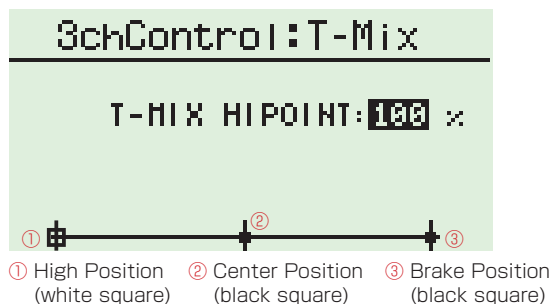 3chControl:T-Mix
T-MIX HIPOINT:100 %
②
① ③
① High Position ② Center Position ③ Brake Position
(white square) (black square) (black square)